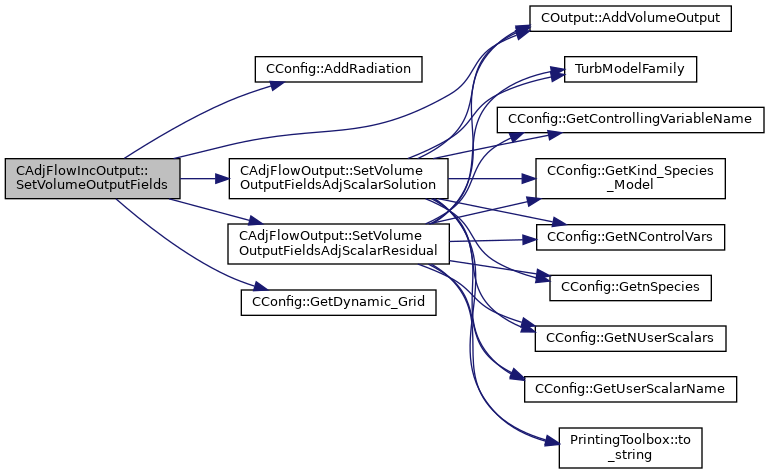 CAdjFlowIncOutput::
SetVolumeOutputFields
CConfig::AddRadiation
CAdjFlowOutput::SetVolume
OutputFieldsAdjScalarSolution
CAdjFlowOutput::SetVolume
OutputFieldsAdjScalarResidual
CConfig::GetDynamic_Grid
COutput::AddVolumeOutput
TurbModelFamily
CConfig::GetControllingVariableName
CConfig::GetKind_Species
_Model
CConfig::GetNControlVars
CConfig::GetnSpecies
CConfig::GetNUserScalars
CConfig::GetUserScalarName
PrintingToolbox::to
_string